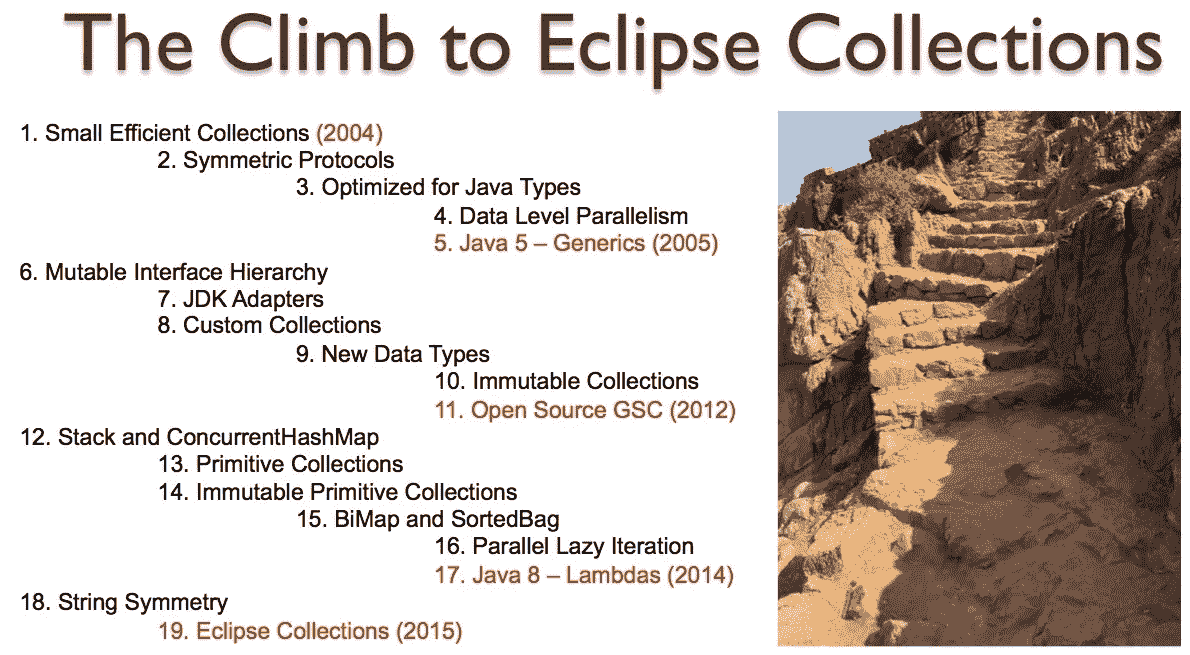 The Climb to Eclipse Collections
1. Small Efficient Collections (2004)
2. Symmetric Protocols
3. Optimized for Java Types
4. Data Level Parallelism
5. Java 5 – Generics (2005)
6. Mutable Interface Hierarchy
7. JDK Adapters
8. Custom Collections
9. New Data Types
10. Immutable Collections
11. Open Source GSC (2012)
12. Stack and ConcurrentHashMap
13. Primitive Collections
14. Immutable Primitive Collections
15. BiMap and SortedBag
16. Parallel Lazy Iteration
17. Java 8 – Lambdas (2014)
18. String Symmetry
19. Eclipse Collections (2015)